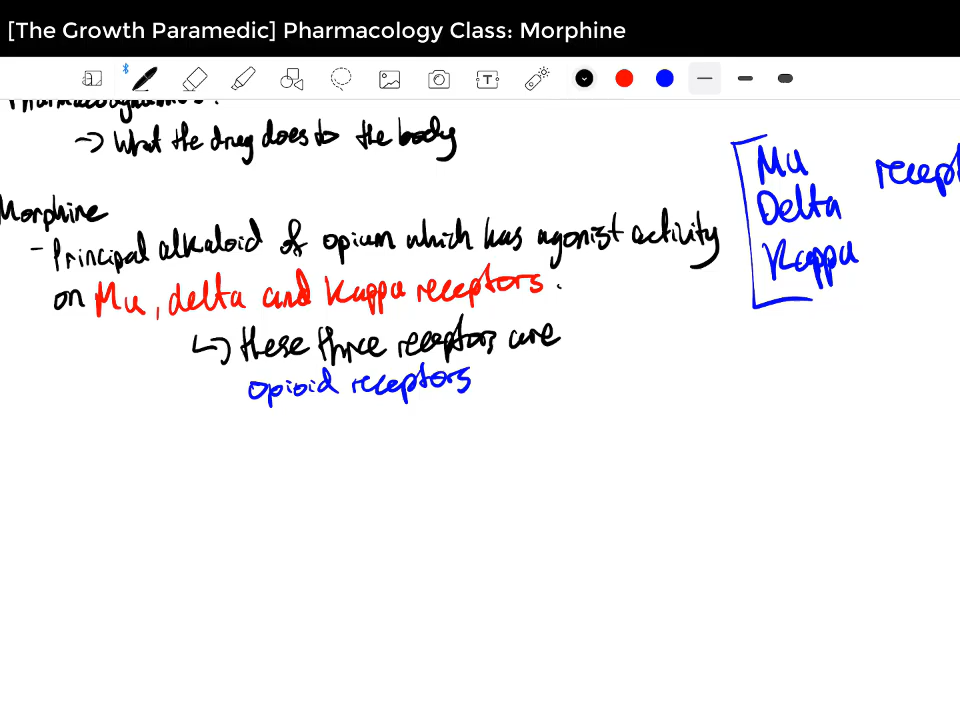 [The Growth Paramedic] Pharmacology Class: Morphine
→ What the drug does to the body
Morphine
- Principal alkaloid of opium which has agonist activity
on Mu, delta and Kappa receptors.
↳ these three receptors are
opioid receptors
Mu recept
Delta
Kappa